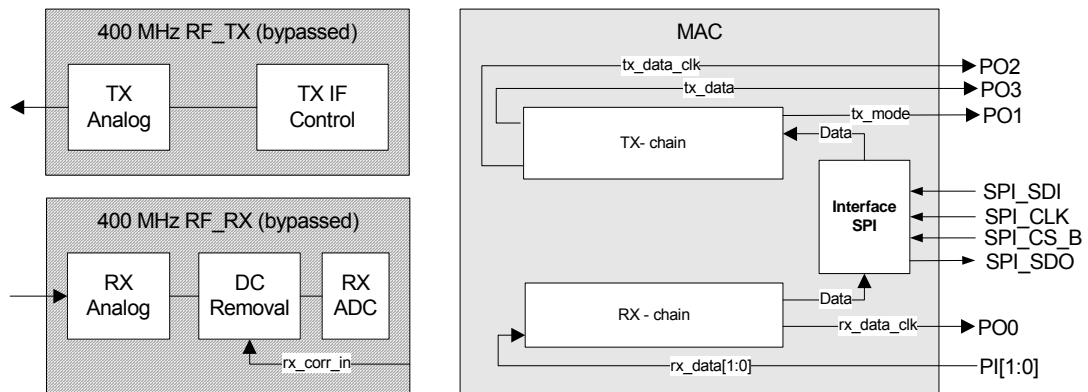 400 MHz RF_TX (bypassed)
TX
Analog
TX IF
Control
400 MHz RF_RX (bypassed)
RX
Analog
DC
Removal
RX
ADC
rx_corr_in
MAC
tx_data_clk
PO2
tx_data
PO3
tx_mode
PO1
TX- chain
Data
Interface
SPI
SPI_SDI
SPI_CLK
SPI_CS_B
SPI_SDO
RX - chain
Data
rx_data_clk
PO0
rx_data[1:0]
PI[1:0]